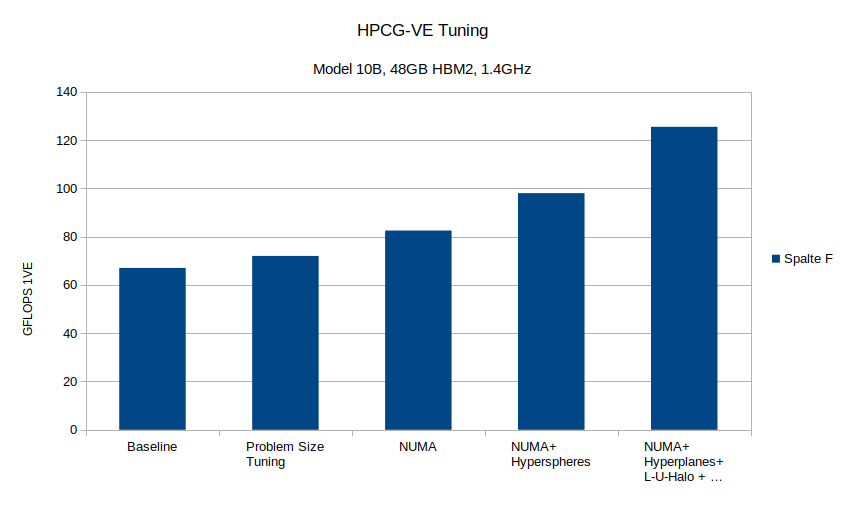 HPCG-VE Tuning
Model 10B, 48GB HBM2, 1.4GHz
140
120
100
80
60
40
20
0
GFLOPS 1VE
Baseline
Problem Size
Tuning
NUMA
NUMA+
Hyperspheres
NUMA+
Hyperplanes+
L-U-Halo + …
Spalte F